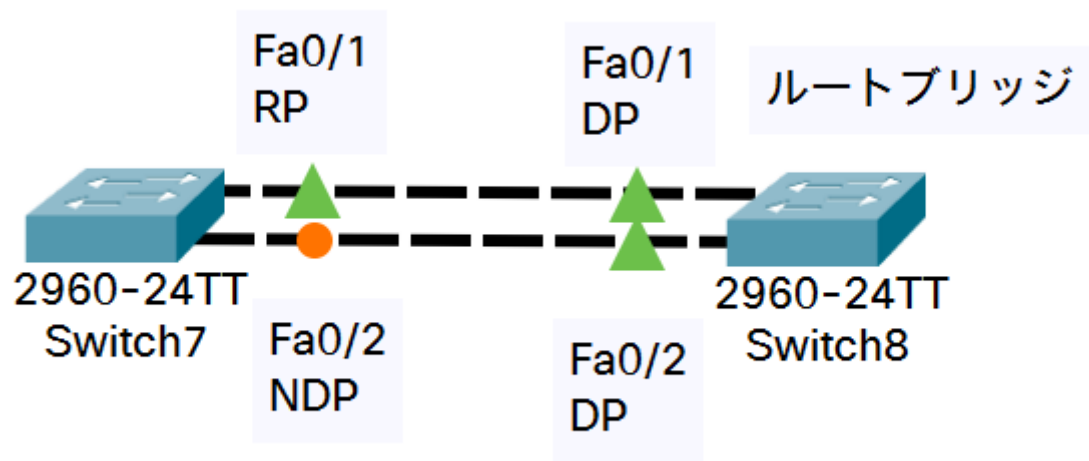 Fa0/1
RP
Fa0/1
DP
ルートブリッジ
2960-24TT
Switch7
Fa0/2
NDP
Fa0/2
DP
2960-24TT
Switch8